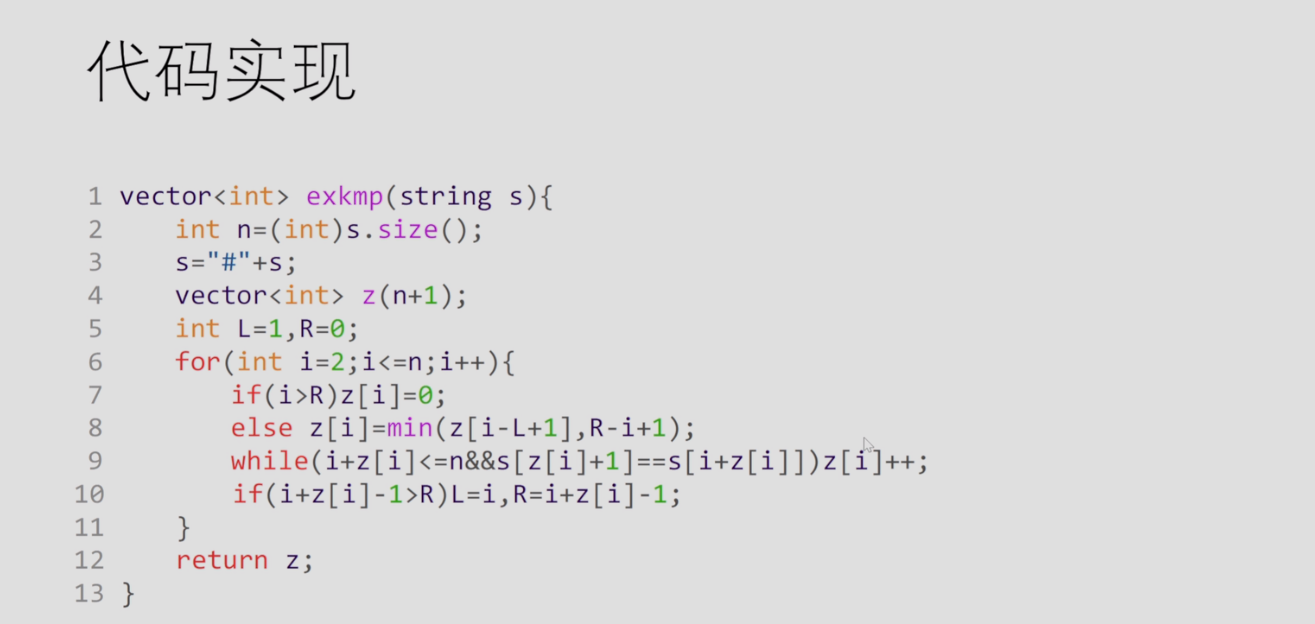 代码实现
1 vector<int> exkmp(string s){
2 int n=(int)s.size();
3 s="#"+s;
4 vector<int> z(n+1);
5 int L=1,R=0;
6 for(int i=2;i<=n;i++){
7 if(i>R)z[i]=0;
8 else z[i]=min(z[i-L+1],R-i+1);
9 while(i+z[i]<=n&&s[z[i]+1]==s[i+z[i]])z[i]++;
10 if(i+z[i]-1>R)L=i,R=i+z[i]-1;
11 }
12 return z;
13 }